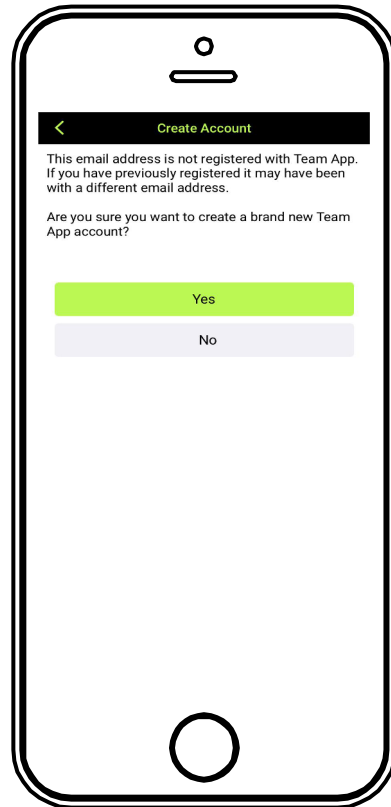 Create Account
This email address is not registered with Team App.
If you have previously registered it may have been
with a different email address.
Are you sure you want to create a brand new Team
App account?
Yes
No